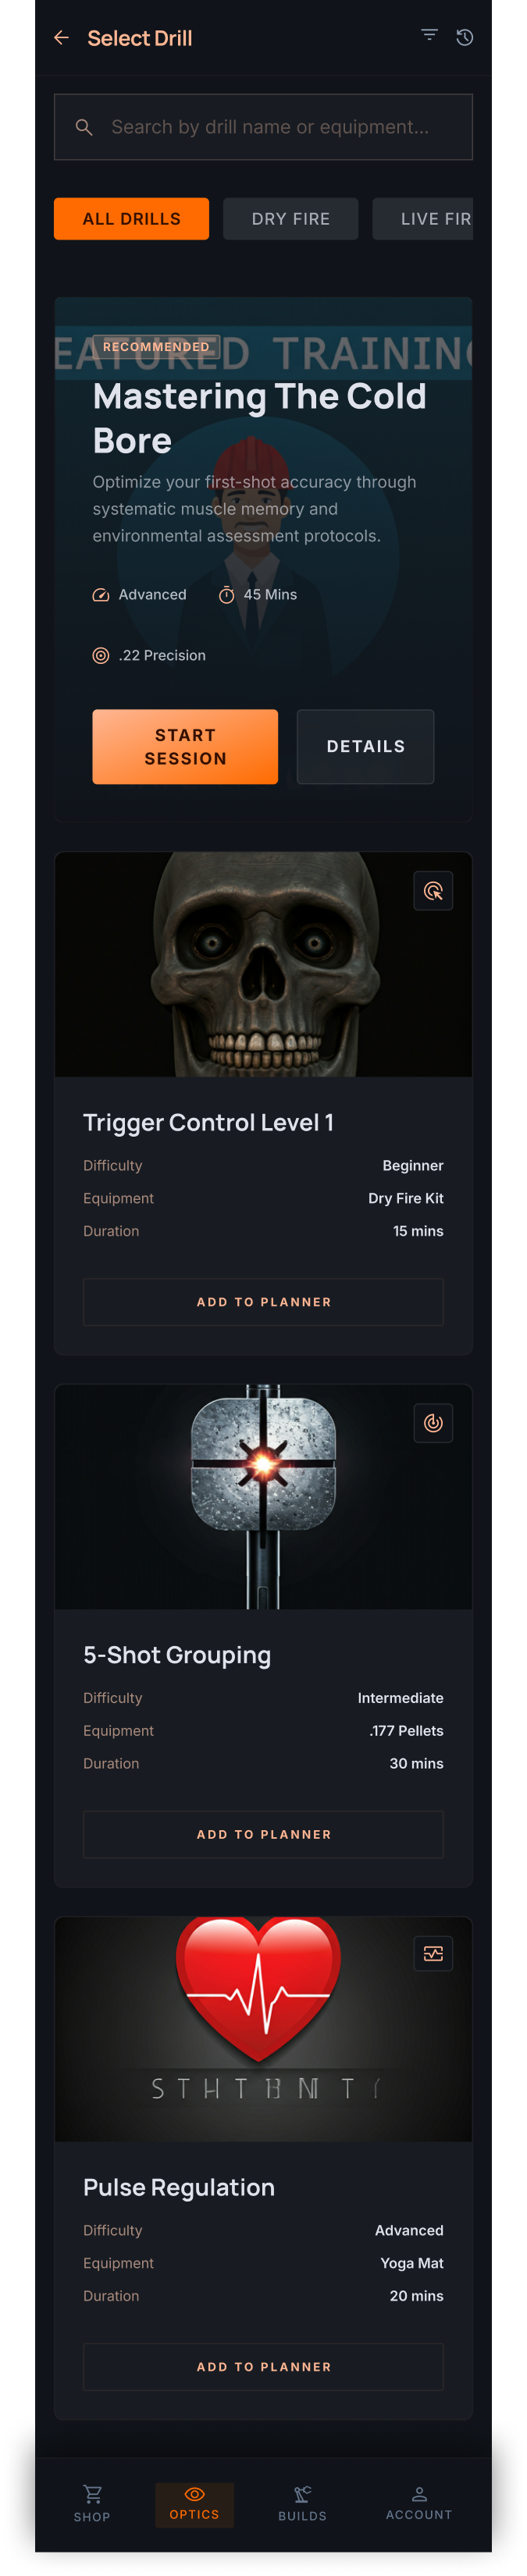 Select Drill
Search by drill name or equipment...
ALL DRILLS
DRY FIRE
LIVE FIR
EATURED TRAINING
RECOMMENDED
Mastering The Cold
Bore
Optimize your first-shot accuracy through
systematic muscle memory and
environmental assessment protocols.
Advanced
45 Mins
.22 Precision
START
SESSION
DETAILS
Trigger Control Level 1
Difficulty Beginner
Equipment Dry Fire Kit
Duration 15 mins
ADD TO PLANNER
5-Shot Grouping
Difficulty Intermediate
Equipment .177 Pellets
Duration 30 mins
ADD TO PLANNER
Pulse Regulation
Difficulty Advanced
Equipment Yoga Mat
Duration 20 mins
ADD TO PLANNER
SHOP
OPTICS
BUILDS
ACCOUNT